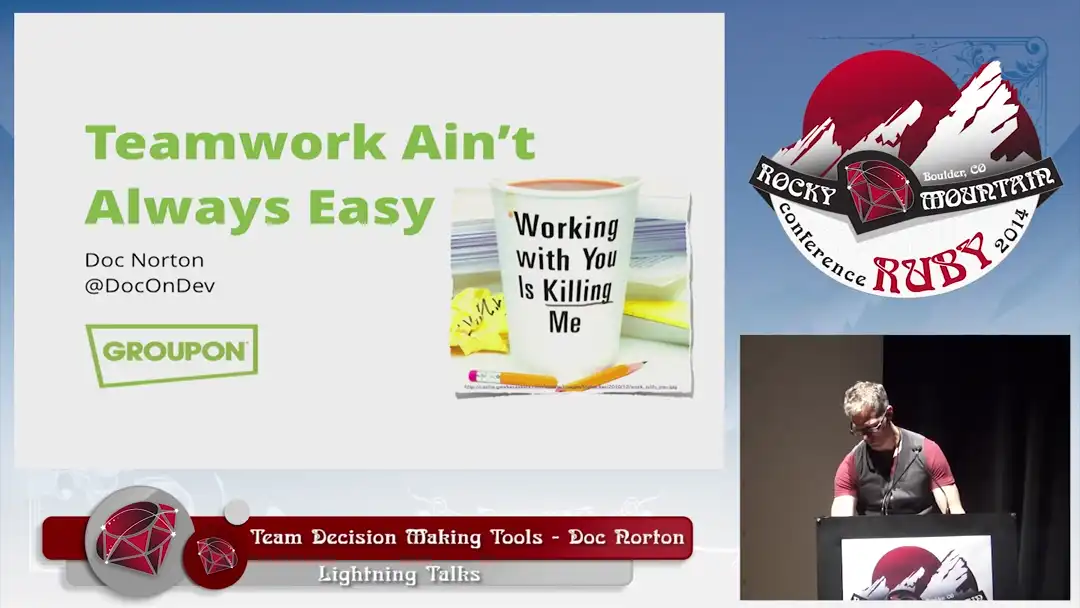 Teamwork Ain't
Always Easy
Doc Norton
@DocOnDev
GROUPON
Working
with You
Is Killing
Me
ROCKY
Boulder, CO
MOUNTAIN
conference
RUBY
2014
Team Decision Making Tools - Doc Norton
Lightning Talks